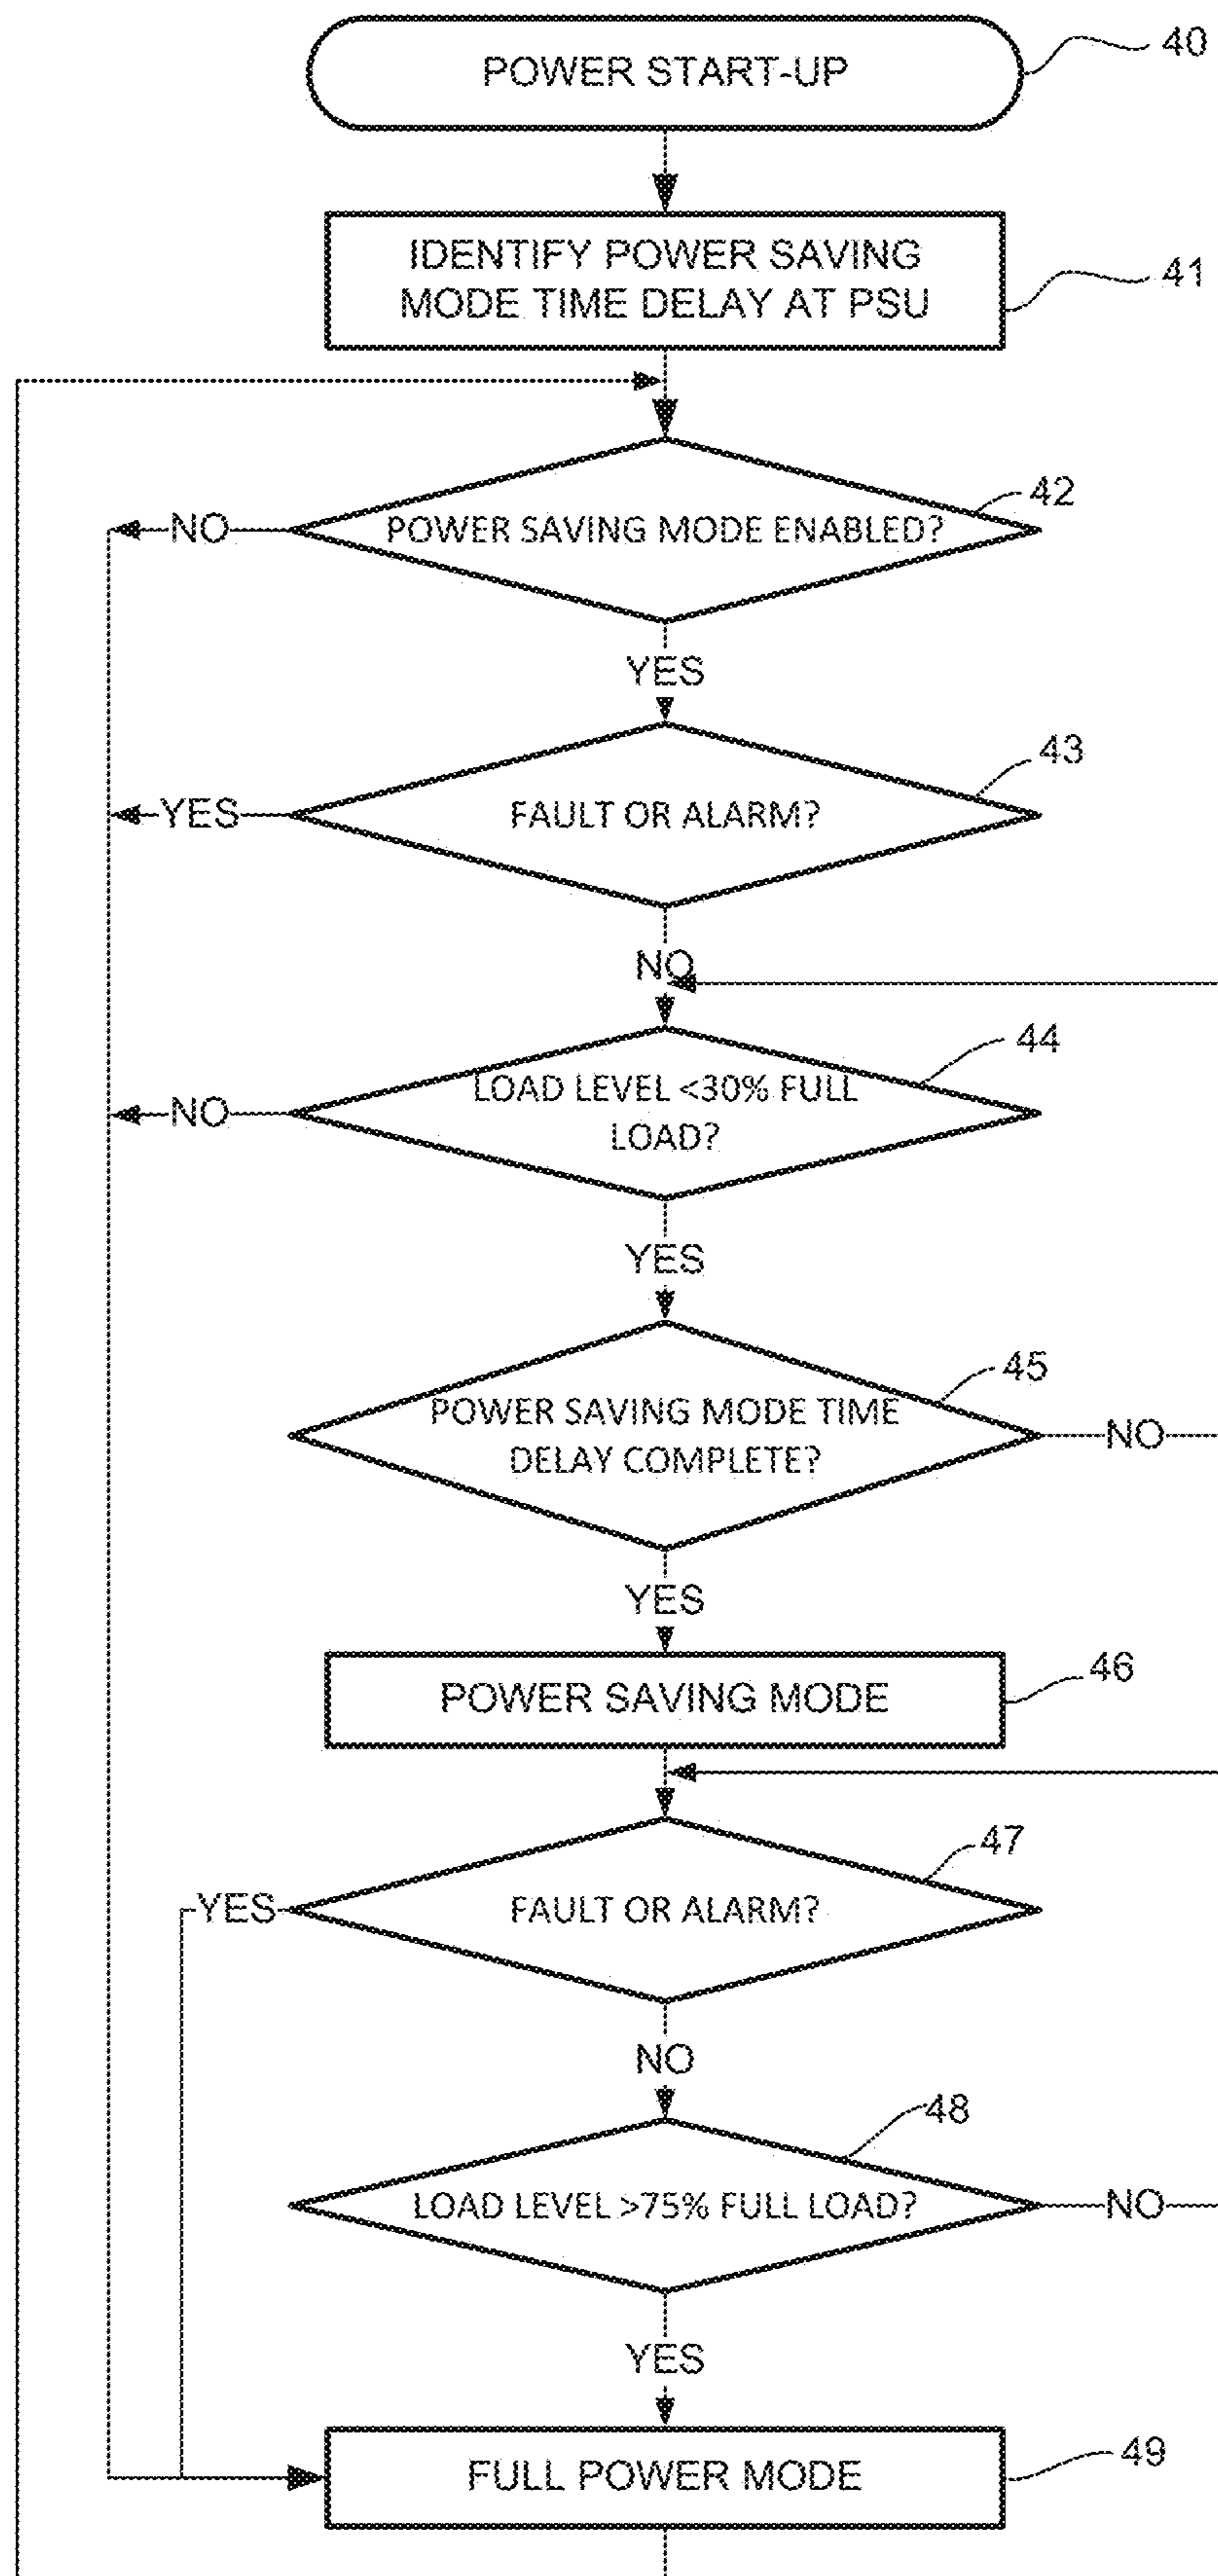 POWER START-UP
40
IDENTIFY POWER SAVING
MODE TIME DELAY AT PSU
41
42
NO
POWER SAVING MODE ENABLED?
YES
43
YES
FAULT OR ALARM?
NO
44
LOAD LEVEL <30% FULL
LOAD?
NO
YES
45
POWER SAVING MODE TIME
DELAY COMPLETE?
NO
YES
46
POWER SAVING MODE
47
YES
FAULT OR ALARM?
NO
48
LOAD LEVEL >75% FULL LOAD?
NO
YES
49
FULL POWER MODE